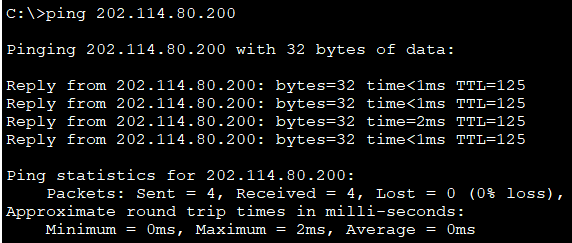 C:\>ping 202.114.80.200
Pinging 202.114.80.200 with 32 bytes of data:
Reply from 202.114.80.200: bytes=32 time<1ms TTL=125
Reply from 202.114.80.200: bytes=32 time<1ms TTL=125
Reply from 202.114.80.200: bytes=32 time=2ms TTL=125
Reply from 202.114.80.200: bytes=32 time<1ms TTL=125
Ping statistics for 202.114.80.200:
    Packets: Sent = 4, Received = 4, Lost = 0 (0% loss),
Approximate round trip times in milli-seconds:
    Minimum = 0ms, Maximum = 2ms, Average = 0ms